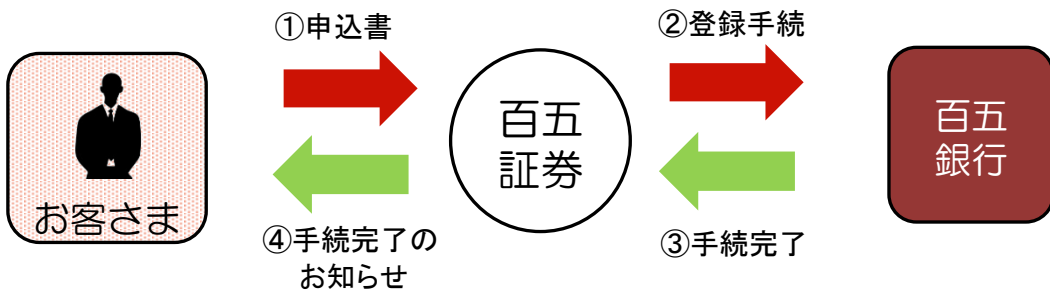 ①申込書
②登録手続
お客さま
百五
証券
百五
銀行
④手続完了の
お知らせ
③手続完了